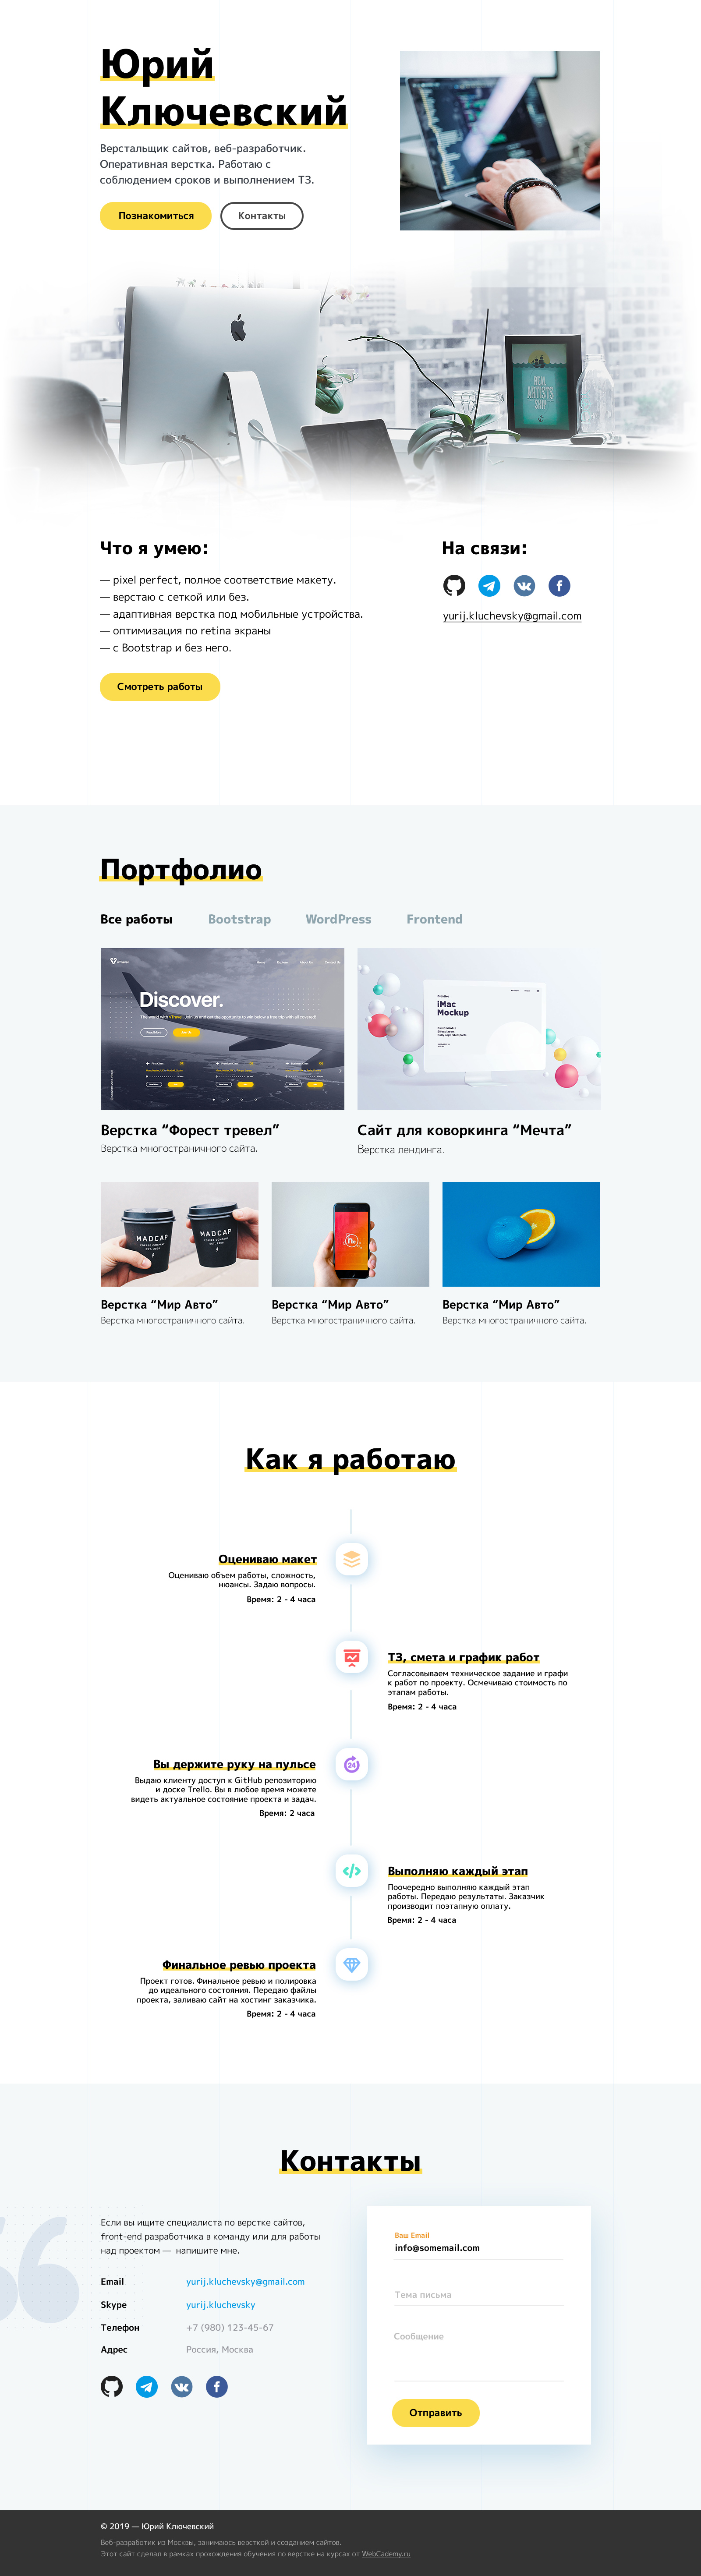 Юрий
Ключевский
Верстальщик сайтов, веб-разработчик.
Оперативная верстка. Работаю с
соблюдением сроков и выполнением ТЗ.
Познакомиться
Контакты
REAL
ARTISTS
SHIP
Что я умею:
— pixel perfect, полное соответствие макету.
— верстаю с сеткой или без.
— адаптивная верстка под мобильные устройства.
— оптимизация по retina экраны
— с Bootstrap и без него.
Смотреть работы
На связи:
yurij.kluchevsky@gmail.com
Портфолио
Все работы
Bootstrap
WordPress
Frontend
Discover.
iMac
Mockup
Верстка “Форест тревел”
Верстка многостраничного сайта.
Сайт для коворкинга “Мечта”
Верстка лендинга.
MADCAP
MADCAP
Верстка “Мир Авто”
Верстка многостраничного сайта.
Верстка “Мир Авто”
Верстка многостраничного сайта.
Верстка “Мир Авто”
Верстка многостраничного сайта.
Как я работаю
Оцениваю макет
Оцениваю объем работы, сложность,
нюансы. Задаю вопросы.
Время: 2 - 4 часа
ТЗ, смета и график работ
Согласовываем техническое задание и графи
к работ по проекту. Осмечиваю стоимость по
этапам работы.
Время: 2 - 4 часа
24
Вы держите руку на пульсе
Выдаю клиенту доступ к GitHub репозиторию
и доске Trello. Вы в любое время можете
видеть актуальное состояние проекта и задач.
Время: 2 часа
Выполняю каждый этап
Поочередно выполняю каждый этап
работы. Передаю результаты. Заказчик
производит поэтапную оплату.
Время: 2 - 4 часа
Финальное ревью проекта
Проект готов. Финальное ревью и полировка
до идеального состояния. Передаю файлы
проекта, заливаю сайт на хостинг заказчика.
Время: 2 - 4 часа
Контакты
Если вы ищите специалиста по верстке сайтов,
front-end разработчика в команду или для работы
над проектом — напишите мне.
Email yurij.kluchevsky@gmail.com
Skype yurij.kluchevsky
Телефон +7 (980) 123-45-67
Адрес Россия, Москва
Ваш Email
info@somemail.com
Тема письма
Сообщение
Отправить
© 2019 — Юрий Ключевский
Веб-разработик из Москвы, занимаюсь версткой и созданием сайтов.
Этот сайт сделал в рамках прохождения обучения по верстке на курсах от WebCademy.ru